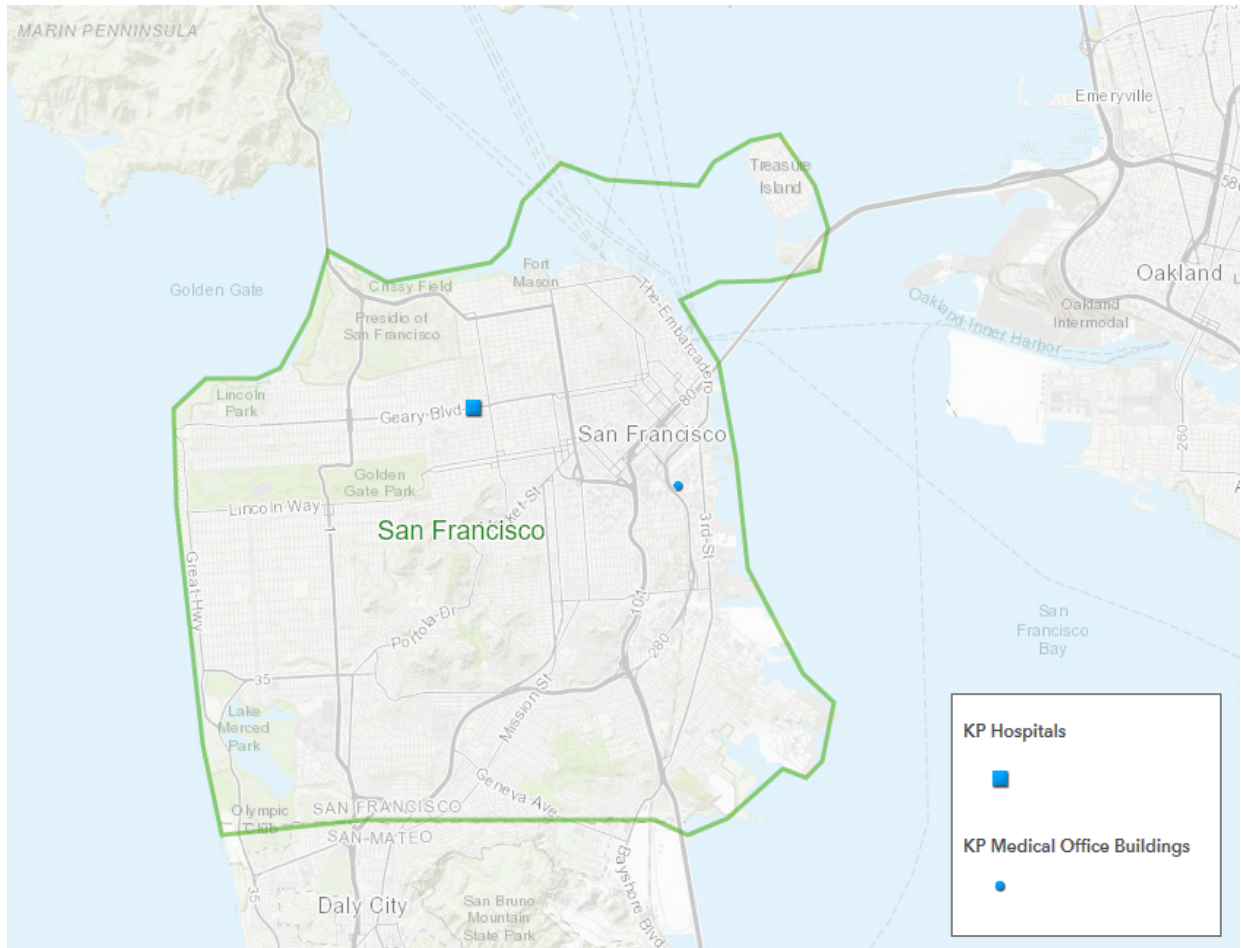 MARIN PENNINSULA
Emeryville
Treasure
Island
580
Golden Gate
Crissy Field
Fort
Mason
Oakland
Presidio of
San Francisco
The-Embarcadero
Oakland-Inner Harbor
Oakland
Intermodal
Lincoln
Park
Geary-Blvd
80
San Francisco
260
Golden
Gate Park
Lincoln-Way
1
San Francisco
3rd-St
Great-Hwy
101
Portola-Dr
280
San
Francisco
Bay
35
Mission St
Lake
Merced
Park
Geneva Ave
Olympic
Club
SAN FRANCISCO
SAN-MATEO
35
Daly City
San Bruno
Mountain
State Park
Bayshore-Blvd
KP Hospitals
KP Medical Office Buildings